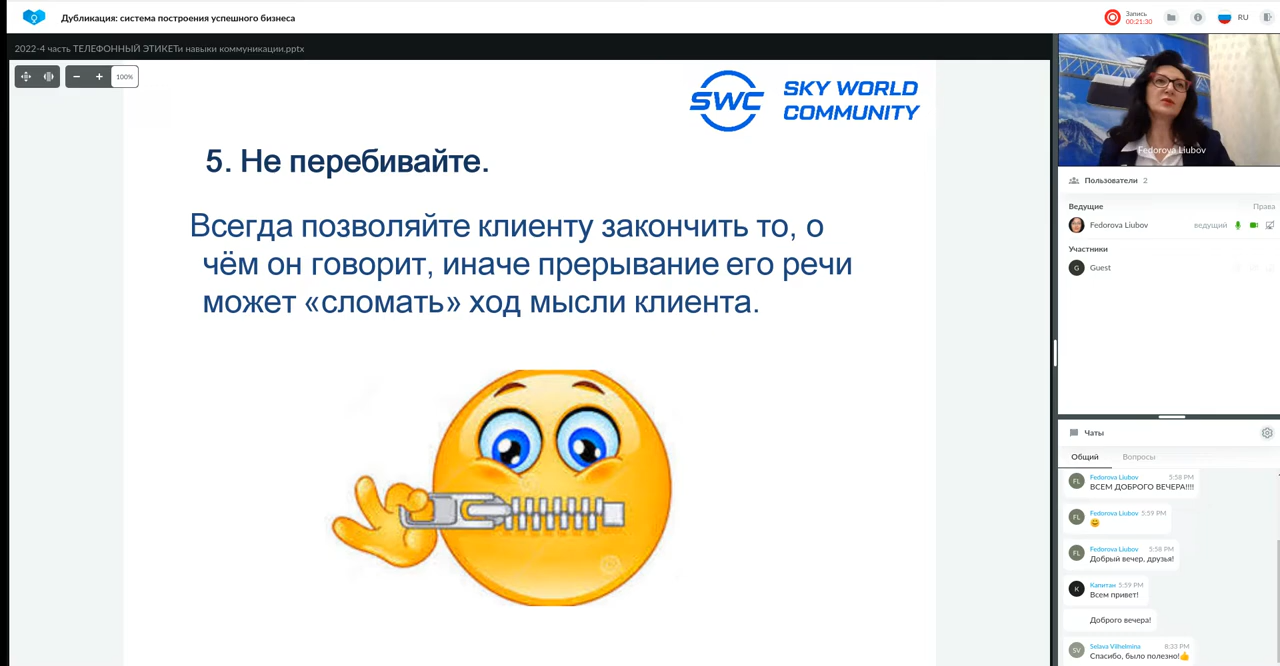 Дубликация: система построения успешного бизнеса
Запись
00:21:30
RU
2022-4 часть ТЕЛЕФОННЫЙ ЭТИКЕТи навыки коммуникации.pptx
100%
SWC
SKY WORLD
COMMUNITY
5. Не перебивайте.
Всегда позволяйте клиенту закончить то, о
чём он говорит, иначе прерывание его речи
может «сломать» ход мысли клиента.
Fedorova Liubov
Пользователи 2
Ведущие Права
Fedorova Liubov ведущий
Участники
G Guest
Чаты
Общий Вопросы
FL Fedorova Liubov 5:58 PM
ВСЕМ ДОБРОГО ВЕЧЕРА!!!!
FL Fedorova Liubov 5:59 PM
😊
FL Fedorova Liubov 5:58 PM
Добрый вечер, друзья!
К Капитан 5:59 PM
Всем привет!
Доброго вечера!
SV Selava Vilhelmina 8:33 PM
Спасибо, было полезно!👍